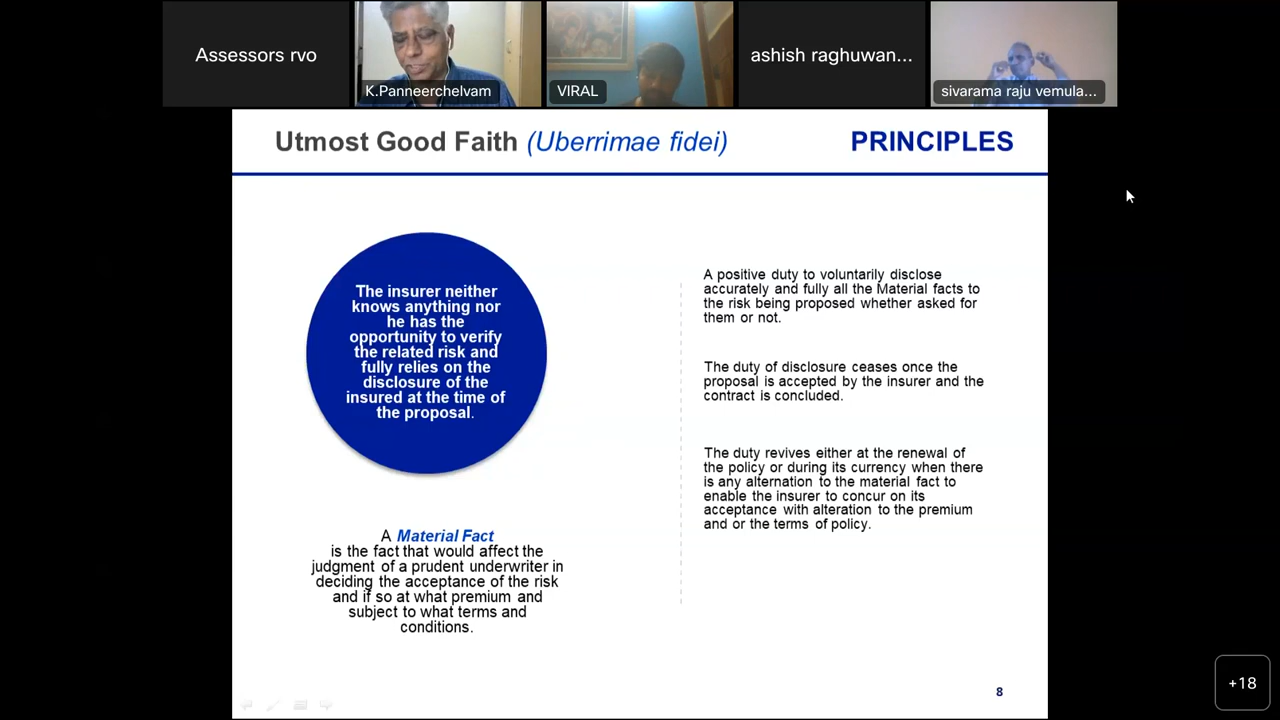 Assessors rvo
K.Panneerchelvam
VIRAL
ashish raghuwan...
sivarama raju vemula...
Utmost Good Faith (Uberrimae fidei)
PRINCIPLES
The insurer neither
knows anything nor
he has the
opportunity to verify
the related risk and
fully relies on the
disclosure of the
insured at the time of
the proposal.
A Material Fact
is the fact that would affect the
judgment of a prudent underwriter in
deciding the acceptance of the risk
and if so at what premium and
subject to what terms and
conditions.
A positive duty to voluntarily disclose
accurately and fully all the Material facts to
the risk being proposed whether asked for
them or not.
The duty of disclosure ceases once the
proposal is accepted by the insurer and the
contract is concluded.
The duty revives either at the renewal of
the policy or during its currency when there
is any alternation to the material fact to
enable the insurer to concur on its
acceptance with alteration to the premium
and or the terms of policy.
8
+18